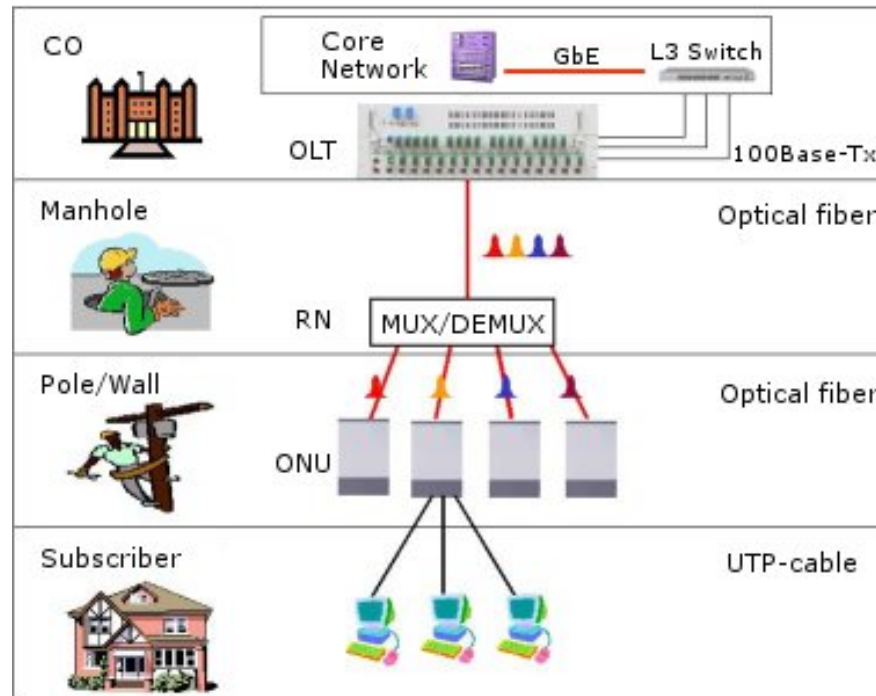 CO
Core
Network
GbE
L3 Switch
OLT
100Base-Tx
Manhole
Optical fiber
RN
MUX/DEMUX
Pole/Wall
Optical fiber
ONU
Subscriber
UTP-cable